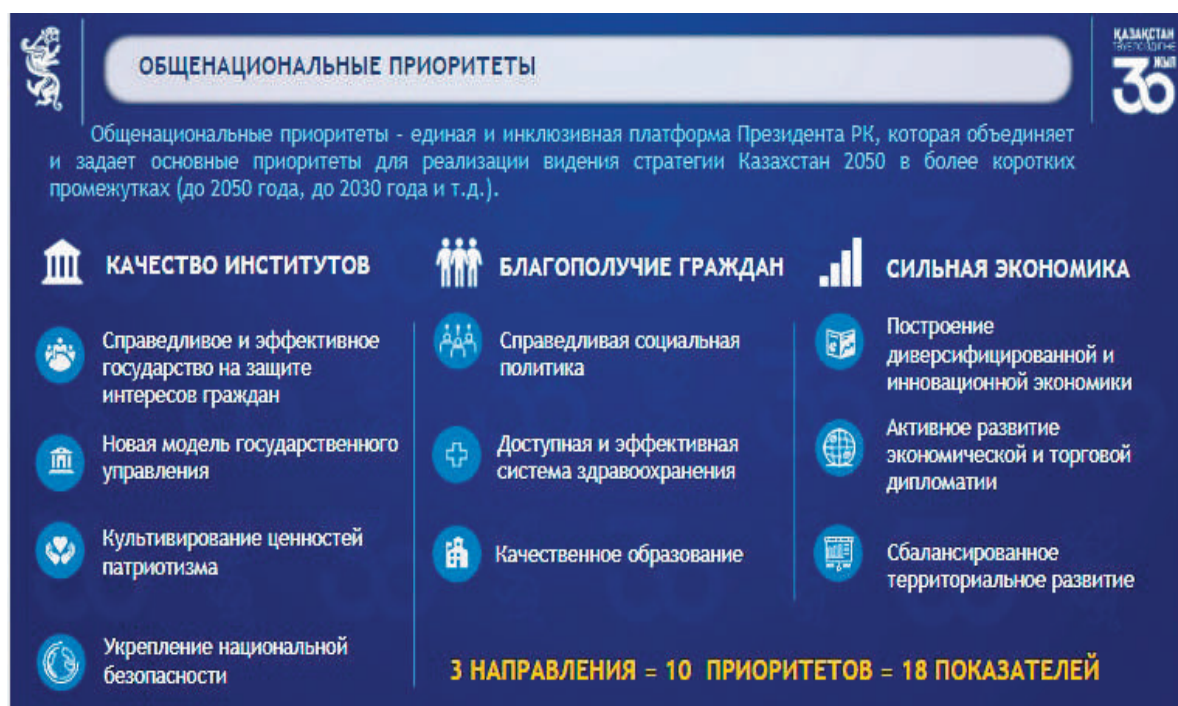 ОБЩЕНАЦИОНАЛЬНЫЕ ПРИОРИТЕТЫ
ҚАЗАҚСТАН
ТӘУЕЛСІЗДІГІНЕ
30 ЖЫЛ
Общенациональные приоритеты - единая и инклюзивная платформа Президента РК, которая объединяет
и задает основные приоритеты для реализации видения стратегии Казахстан 2050 в более коротких
промежутках (до 2050 года, до 2030 года и т.д.).
КАЧЕСТВО ИНСТИТУТОВ
Справедливое и эффективное
государство на защите
интересов граждан
Новая модель государственного
управления
Культивирование ценностей
патриотизма
Укрепление национальной
безопасности
БЛАГОПОЛУЧИЕ ГРАЖДАН
Справедливая социальная
политика
Доступная и эффективная
система здравоохранения
Качественное образование
СИЛЬНАЯ ЭКОНОМИКА
Построение
диверсифицированной и
инновационной экономики
Активное развитие
экономической и торговой
дипломатии
Сбалансированное
территориальное развитие
3 НАПРАВЛЕНИЯ = 10 ПРИОРИТЕТОВ = 18 ПОКАЗАТЕЛЕЙ